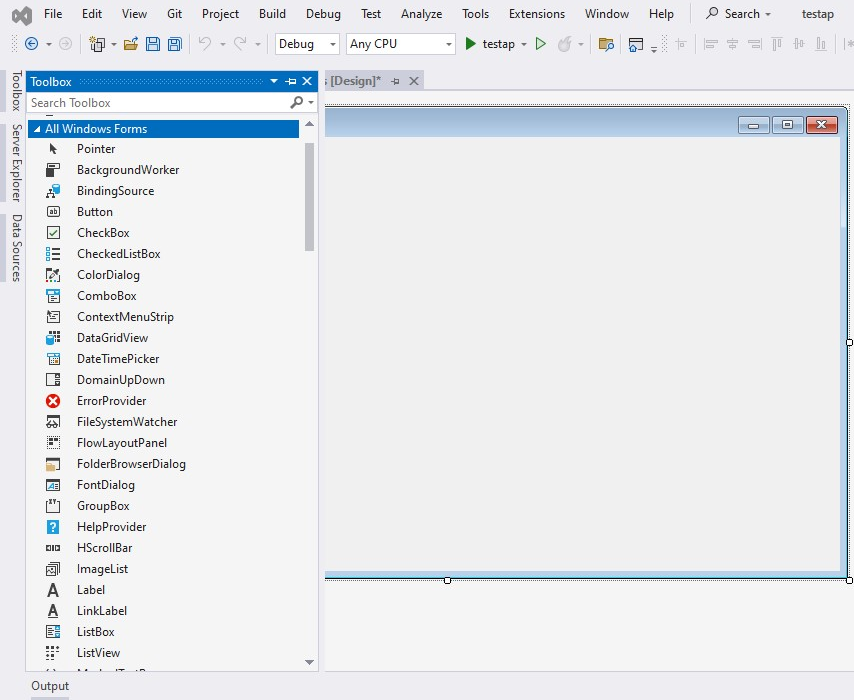 File Edit View Git Project Build Debug Test Analyze Tools Extensions Window Help Search testap
Debug Any CPU testap
Toolbox
Server Explorer
Data Sources
Toolbox
[Design]*
Search Toolbox
All Windows Forms
Pointer
BackgroundWorker
BindingSource
ab Button
CheckBox
CheckedListBox
ColorDialog
ComboBox
ContextMenuStrip
DataGridView
DateTimePicker
DomainUpDown
ErrorProvider
FileSystemWatcher
FlowLayoutPanel
FolderBrowserDialog
FontDialog
GroupBox
HelpProvider
HScrollBar
ImageList
A Label
A LinkLabel
ListBox
ListView
Output